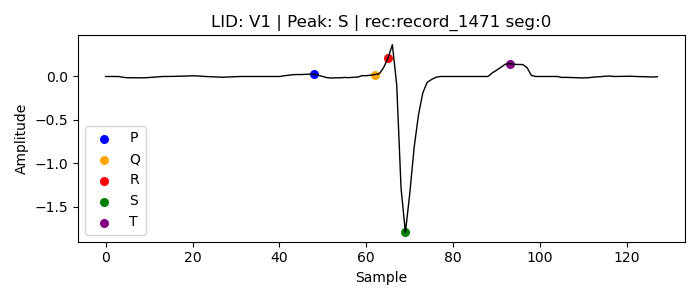 LID: V1 | Peak: S | rec:record_1471 seg:0
Amplitude
0.0
−0.5
−1.0
−1.5
P
Q
R
S
T
0 20 40 60 80 100 120
Sample